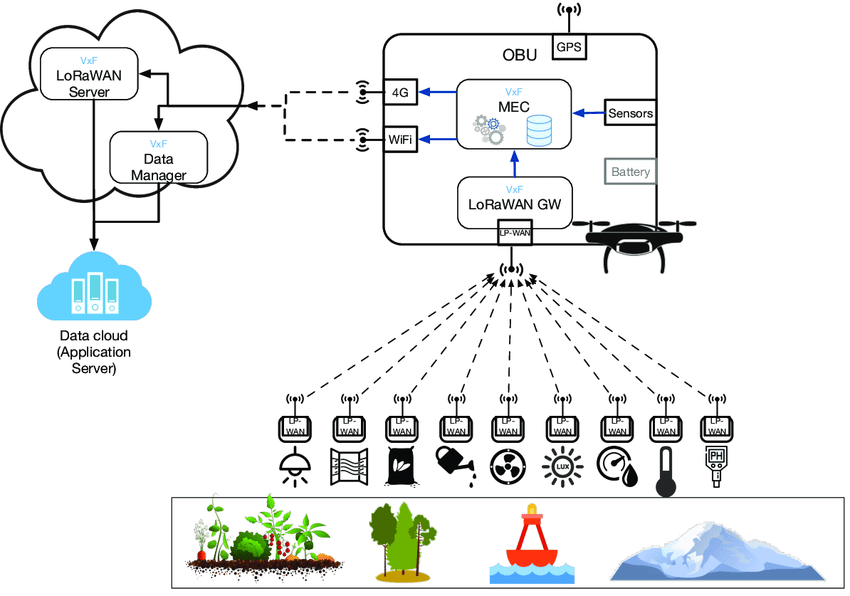 VxF
LoRaWAN
Server
VxF
Data
Manager
Data cloud
(Application
Server)
OBU
GPS
4G
WiFi
VxF
MEC
Sensors
Battery
VxF
LoRaWAN GW
LP-WAN
LP-
WAN
LP-
WAN
LP-
WAN
LP-
WAN
LP-
WAN
LP-
WAN
LP-
WAN
LP-
WAN
LP-
WAN
LUX
PH